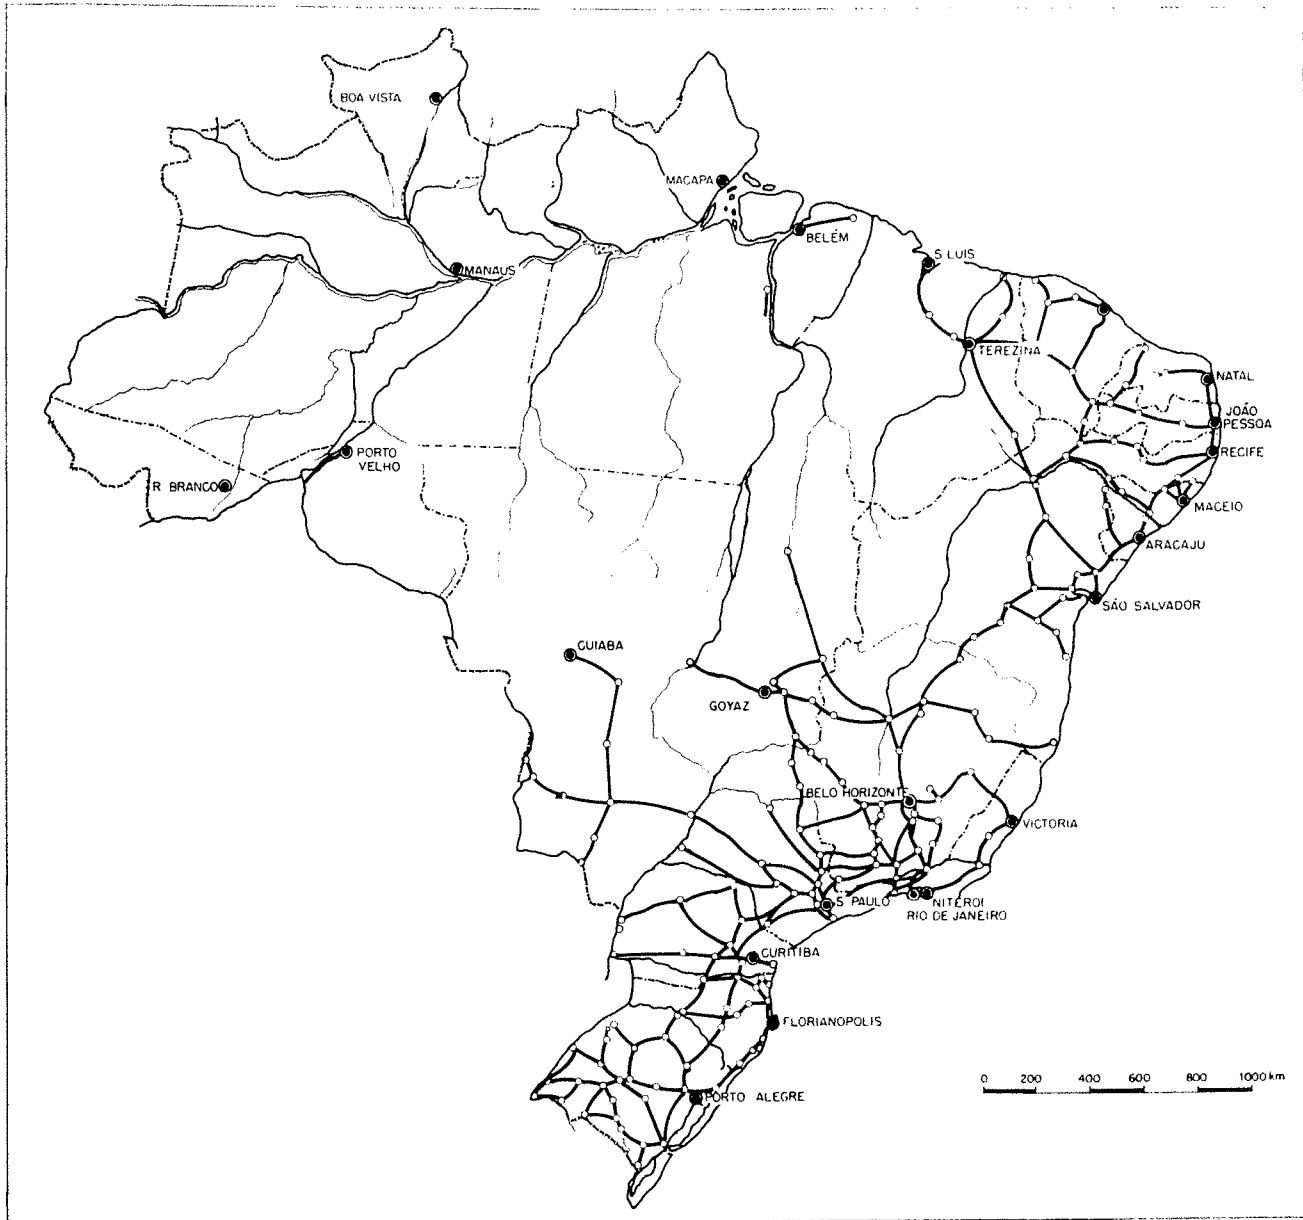 BOA VISTA
MACAPA
BELÉM
S LUIS
MANAUS
TEREZINA
NATAL
JOÃO
PESSOA
RECIFE
PORTO
VELHO
R BRANCO
MACEIO
ARACAJU
SÃO SALVADOR
CUIABA
GOYAZ
BELO HORIZONTE
VICTORIA
S PAULO
NITEROI
RIO DE JANEIRO
CURITIBA
FLORIANOPOLIS
0 200 400 600 800 1000 km
PORTO ALEGRE